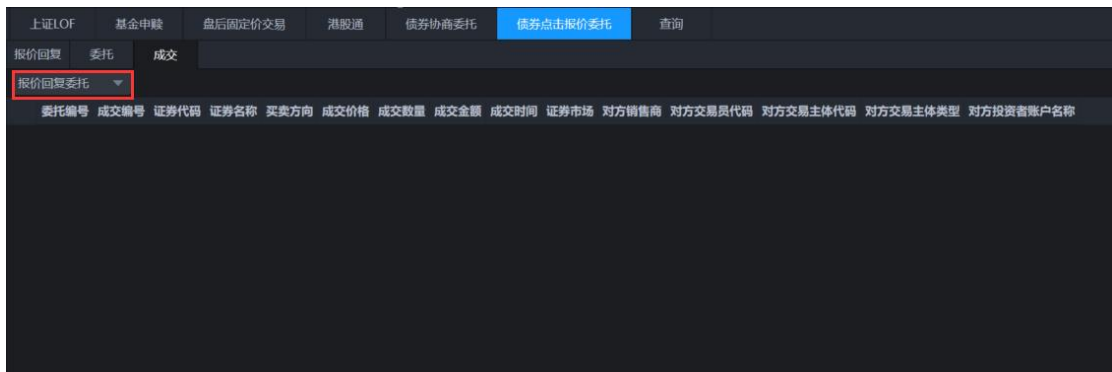 上证LOF 基金申赎 盘后固定价交易 港股通 债券协商委托 债券点击报价委托 查询
报价回复 委托 成交
报价回复委托
委托编号 成交编号 证券代码 证券名称 买卖方向 成交价格 成交数量 成交金额 成交时间 证券市场 对方销售商 对方交易员代码 对方交易主体代码 对方交易主体类型 对方投资者账户名称